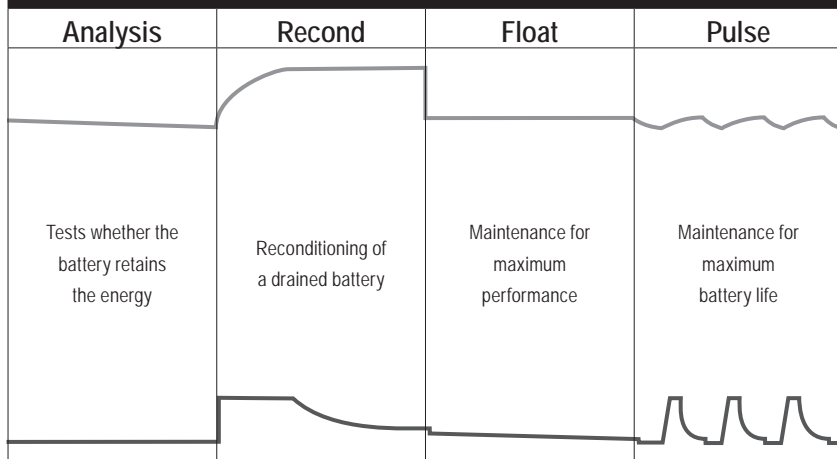 Analysis
Recond
Float
Pulse
Tests whether the
battery retains
the energy
Reconditioning of
a drained battery
Maintenance for
maximum
performance
Maintenance for
maximum
battery life